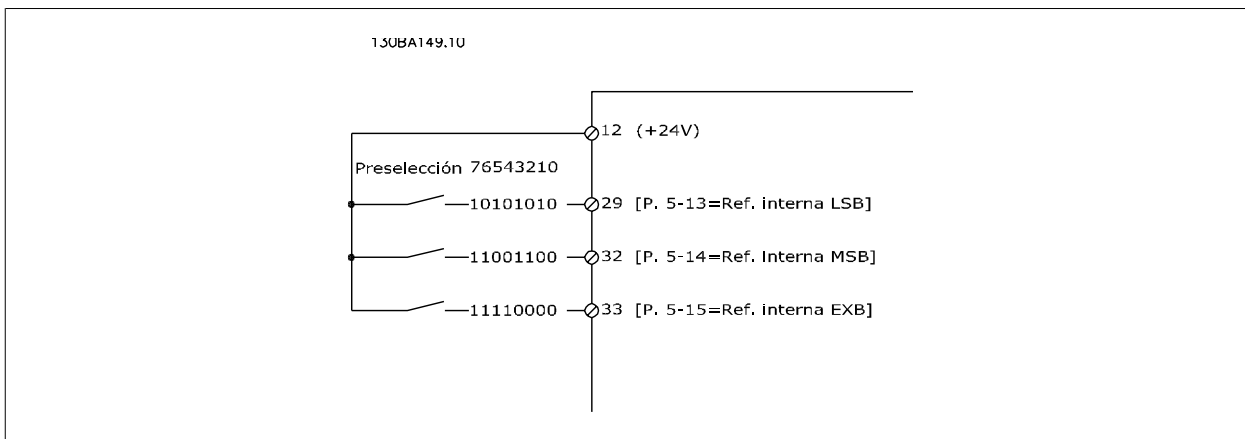 130BA149.10
12 (+24V)
Preselección 76543210
10101010 29 [P. 5-13=Ref. interna LSB]
11001100 32 [P. 5-14=Ref. Interna MSB]
11110000 33 [P. 5-15=Ref. interna EXB]